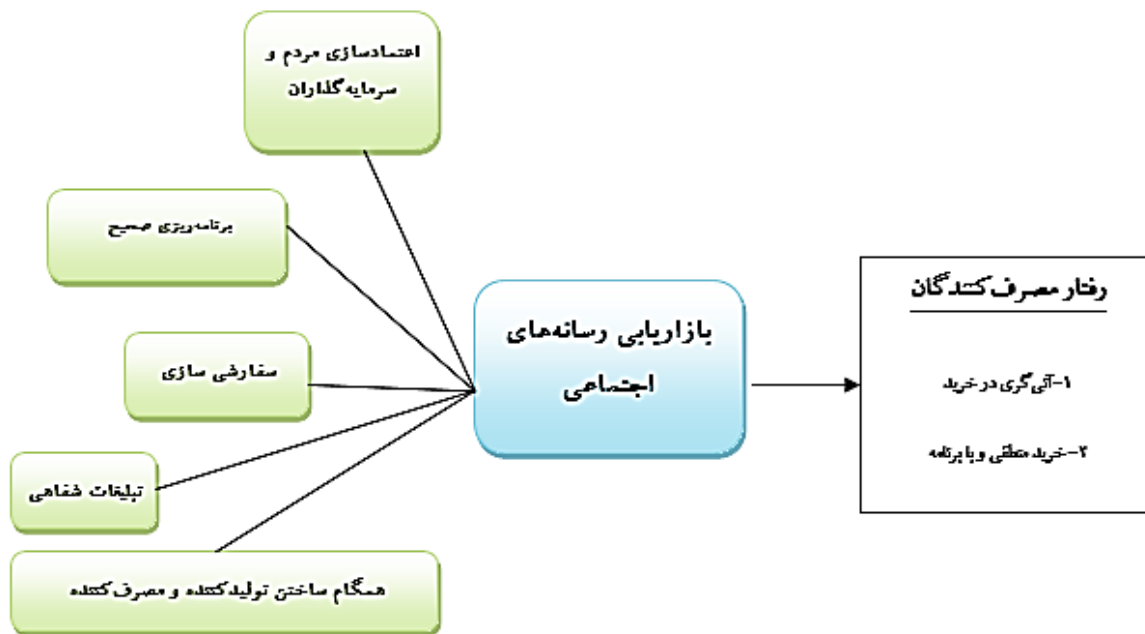 اعتمادسازی مردم و
سرمایه‌گذاران
برنامه‌ریزی صحیح
سفارشی سازی
تبلیغات شفاهی
همگام ساختن تولیدکننده و مصرف‌کننده
بازاریابی رسانه‌های
اجتماعی
رفتار مصرف‌کنندگان
۱-آنی‌گری در خرید
۲-خرید منطقی و با برنامه